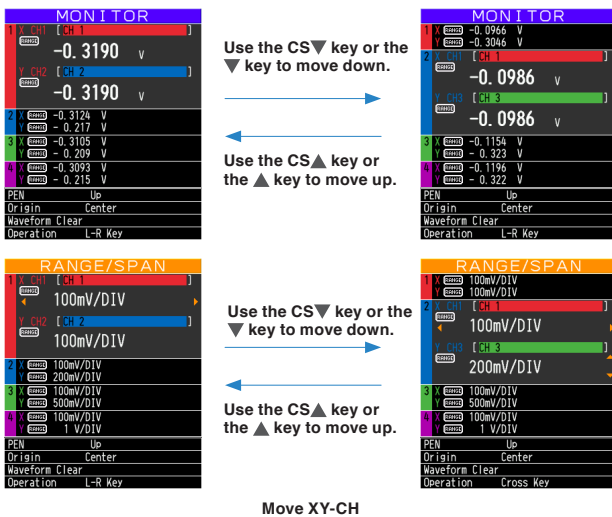 MONITOR
1 X CH1 [CH 1 ]
RANGE
-0. 3190 V
Y CH2 [CH 2 ]
RANGE
-0. 3190 V
2 X RANGE -0. 3124 V
Y RANGE - 0. 217 V
3 X RANGE -0. 3105 V
Y RANGE - 0. 209 V
4 X RANGE -0. 3093 V
Y RANGE - 0. 215 V
PEN Up
Origin Center
Waveform Clear
Operation L-R Key
Use the CS▼ key or the
▼ key to move down.
Use the CS▲ key or
the ▲ key to move up.
MONITOR
1 X RANGE -0. 0966 V
Y RANGE -0. 3046 V
2 X CH1 [CH 1 ]
RANGE
-0. 0986 V
Y CH3 [CH 3 ]
RANGE
-0. 0986 V
3 X RANGE -0. 1154 V
Y RANGE - 0. 323 V
4 X RANGE -0. 1196 V
Y RANGE - 0. 322 V
PEN Up
Origin Center
Waveform Clear
Operation L-R Key
RANGE/SPAN
1 X CH1 [CH 1 ]
RANGE
100mV/DIV
Y CH2 [CH 2 ]
RANGE
100mV/DIV
2 X RANGE 100mV/DIV
Y RANGE 200mV/DIV
3 X RANGE 100mV/DIV
Y RANGE 500mV/DIV
4 X RANGE 100mV/DIV
Y RANGE 1 V/DIV
PEN Up
Origin Center
Waveform Clear
Operation L-R Key
Use the CS▼ key or the
▼ key to move down.
Use the CS▲ key or
the ▲ key to move up.
RANGE/SPAN
1 X RANGE 100mV/DIV
Y RANGE 100mV/DIV
2 X CH1 [CH 1 ]
RANGE
100mV/DIV
Y CH3 [CH 3 ]
RANGE
200mV/DIV
3 X RANGE 100mV/DIV
Y RANGE 500mV/DIV
4 X RANGE 100mV/DIV
Y RANGE 1 V/DIV
PEN Up
Origin Center
Waveform Clear
Operation Cross Key
Move XY-CH